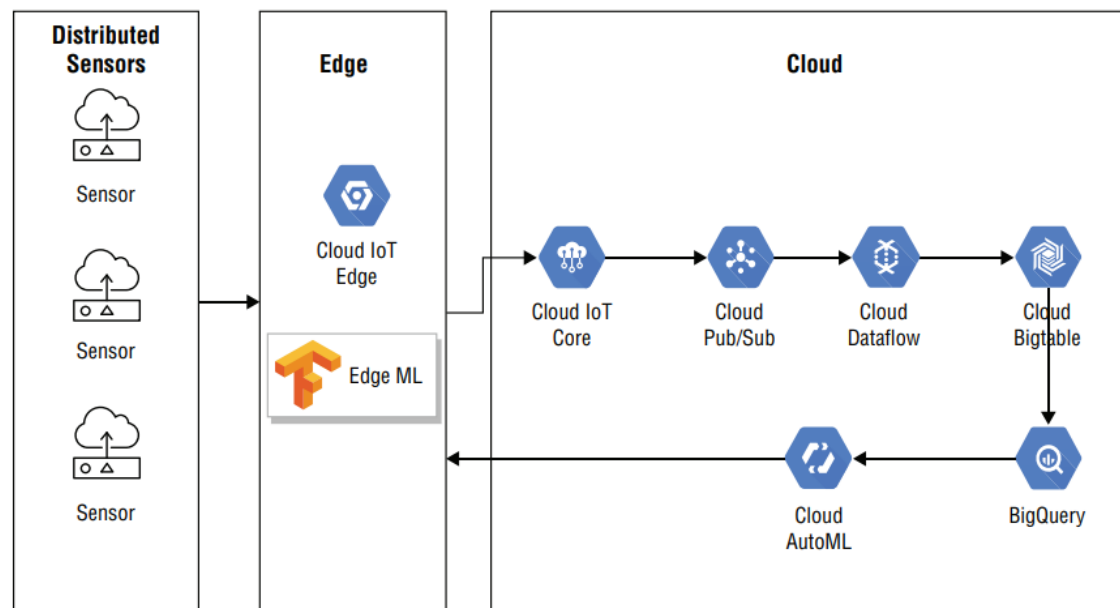 Distributed
Sensors
Sensor
Sensor
Sensor
Edge
Cloud IoT
Edge
Edge ML
Cloud
Cloud IoT
Core
Cloud
Pub/Sub
Cloud
Dataflow
Cloud
Bigtable
Cloud
AutoML
BigQuery